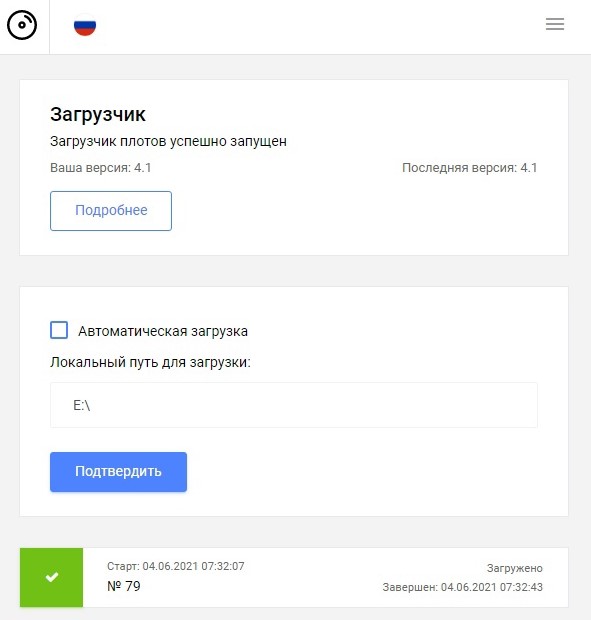 Загрузчик
Загрузчик плотов успешно запущен
Ваша версия: 4.1 Последняя версия: 4.1
Подробнее
Автоматическая загрузка
Локальный путь для загрузки:
E:\
Подтвердить
Старт: 04.06.2021 07:32:07 Загружено
№ 79 Завершен: 04.06.2021 07:32:43